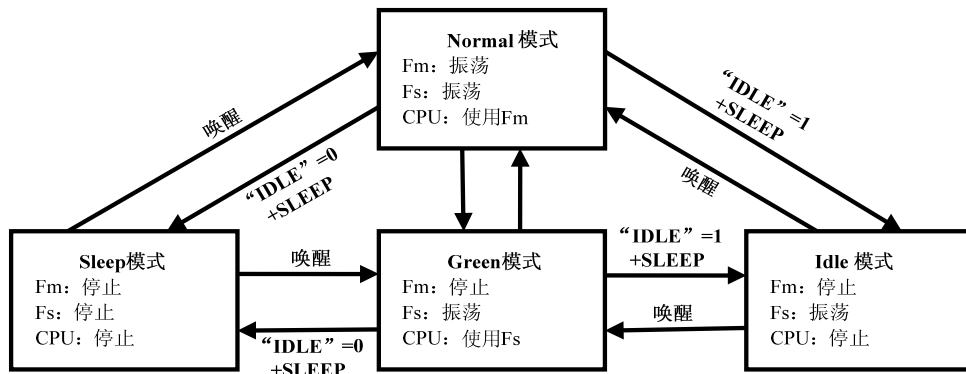 Normal 模式
Fm：振荡
Fs：振荡
CPU：使用Fm
唤醒
“IDLE”=0
+SLEEP
“IDLE”=1
+SLEEP
唤醒
Sleep模式
Fm：停止
Fs：停止
CPU：停止
唤醒
“IDLE”=0
+SLEEP
Green模式
Fm：停止
Fs：振荡
CPU：使用Fs
“IDLE”=1
+SLEEP
唤醒
Idle 模式
Fm：停止
Fs：振荡
CPU：停止